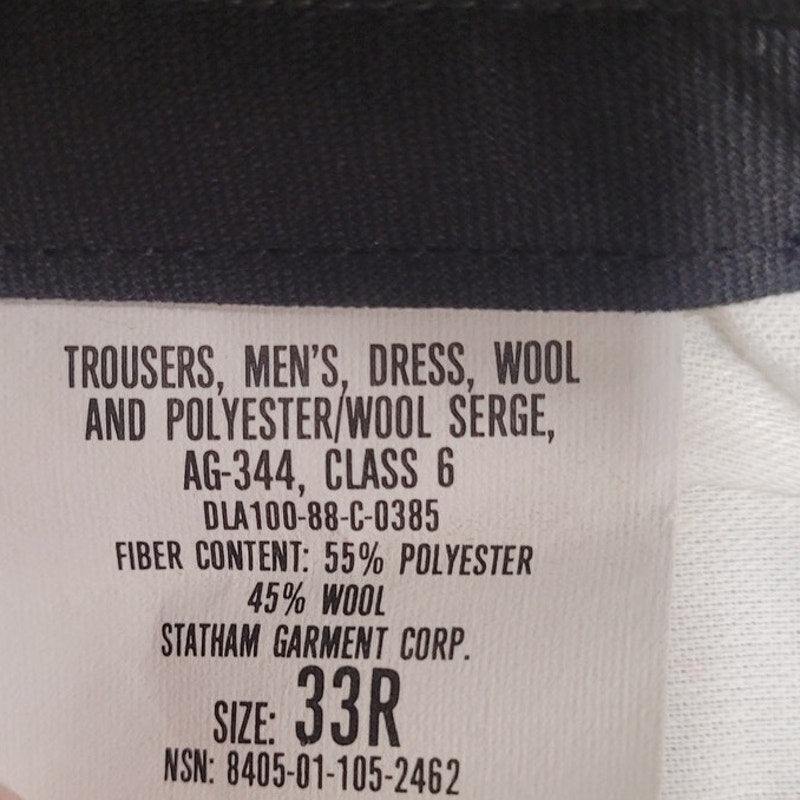 TROUSERS, MEN'S, DRESS, WOOL
AND POLYESTER/WOOL SERGE,
AG-344, CLASS 6
DLA100-88-C-0385
FIBER CONTENT: 55% POLYESTER
45% WOOL
STATHAM GARMENT CORP.
SIZE: 33R
NSN: 8405-01-105-2462